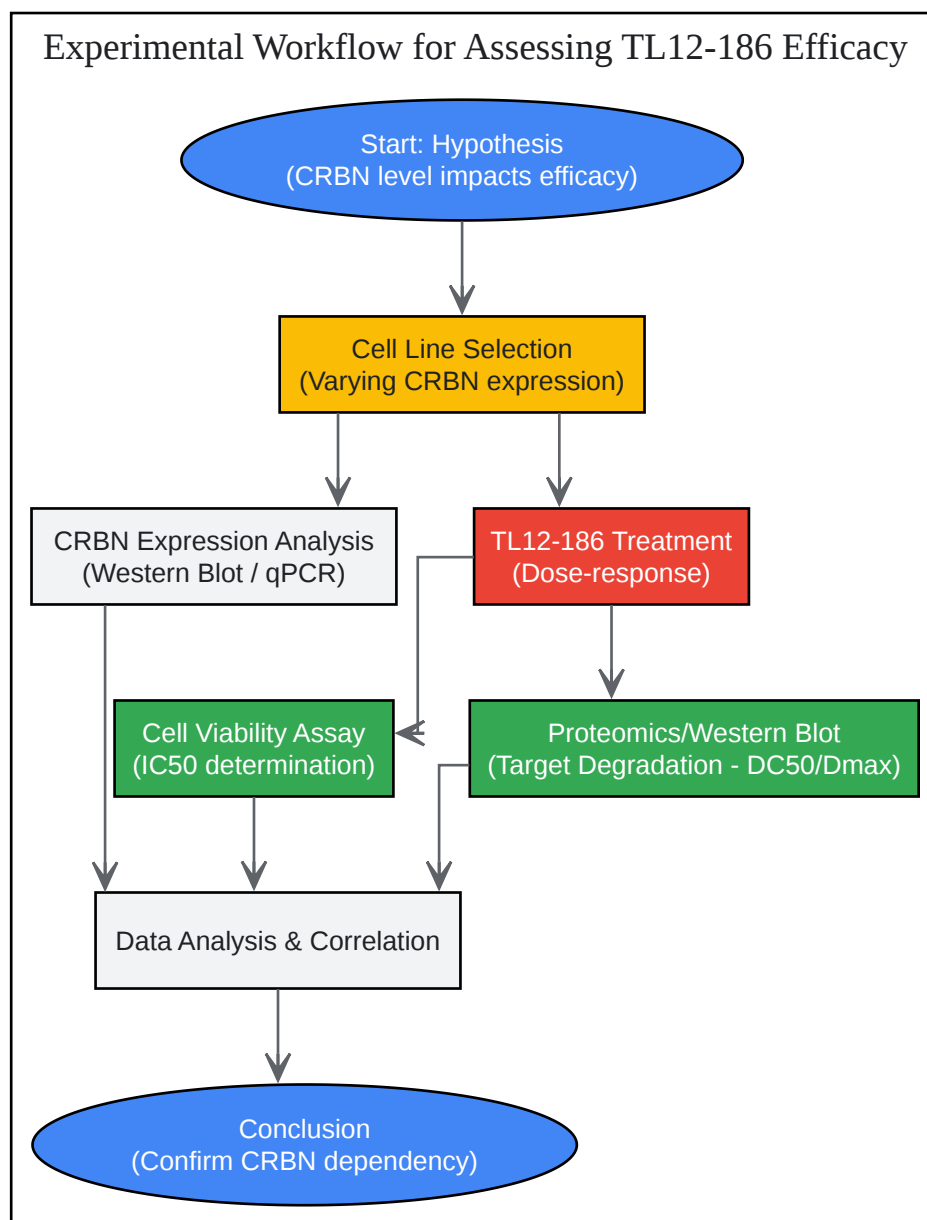 Experimental Workflow for Assessing TL12-186 Efficacy
Start: Hypothesis
(CRBN level impacts efficacy)
Cell Line Selection
(Varying CRBN expression)
CRBN Expression Analysis
(Western Blot / qPCR)
TL12-186 Treatment
(Dose-response)
Cell Viability Assay
(IC50 determination)
Proteomics/Western Blot
(Target Degradation - DC50/Dmax)
Data Analysis & Correlation
Conclusion
(Confirm CRBN dependency)